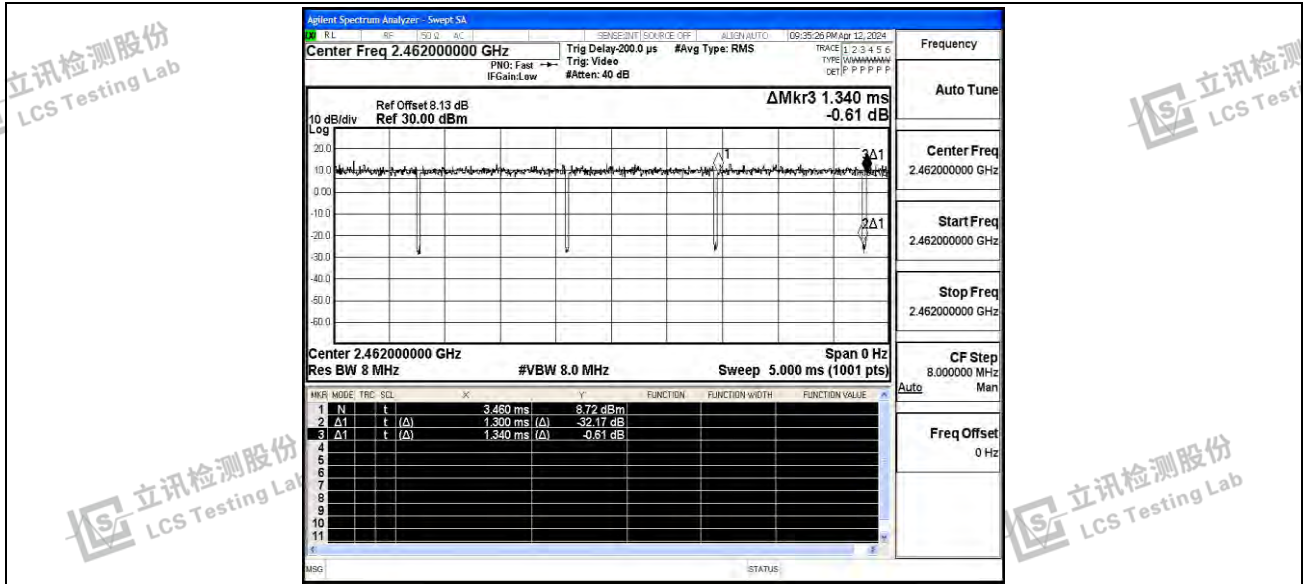 Agilent Spectrum Analyzer - Swept SA
RL RF 50 Ω AC SENSE:INT SOURCE OFF ALIGN AUTO 09:35:26 PM Apr 12, 2024
Center Freq 2.462000000 GHz
PNO: Fast
IFGain:Low
Trig Delay-200.0 µs #Avg Type: RMS
Trig: Video
#Atten: 40 dB
TRACE 1 2 3 4 5 6
TYPE WWWWWW
DET P P P P P P
ΔMkr3 1.340 ms
-0.61 dB
Ref Offset 8.13 dB
10 dB/div Ref 30.00 dBm
Log
20.0
10.0
0.00
-10.0
-20.0
-30.0
-40.0
-50.0
-60.0
1
3Δ1
2Δ1
Center 2.462000000 GHz Span 0 Hz
Res BW 8 MHz #VBW 8.0 MHz Sweep 5.000 ms (1001 pts)
MKR MODE TRC SCL X Y FUNCTION FUNCTION WIDTH FUNCTION VALUE
1 N t 3.460 ms 8.72 dBm
2 Δ1 t (Δ) 1.300 ms (Δ) -32.17 dB
3 Δ1 t (Δ) 1.340 ms (Δ) -0.61 dB
4
5
6
7
8
9
10
11
MSG STATUS
Frequency
Auto Tune
Center Freq
2.462000000 GHz
Start Freq
2.462000000 GHz
Stop Freq
2.462000000 GHz
CF Step
8.000000 MHz
Auto Man
Freq Offset
0 Hz
立讯检测股份
LCS Testing Lab
立讯检测
LCS Testi
立讯检测股份
LCS Testing Lab
立讯检测股份
LCS Testing Lab